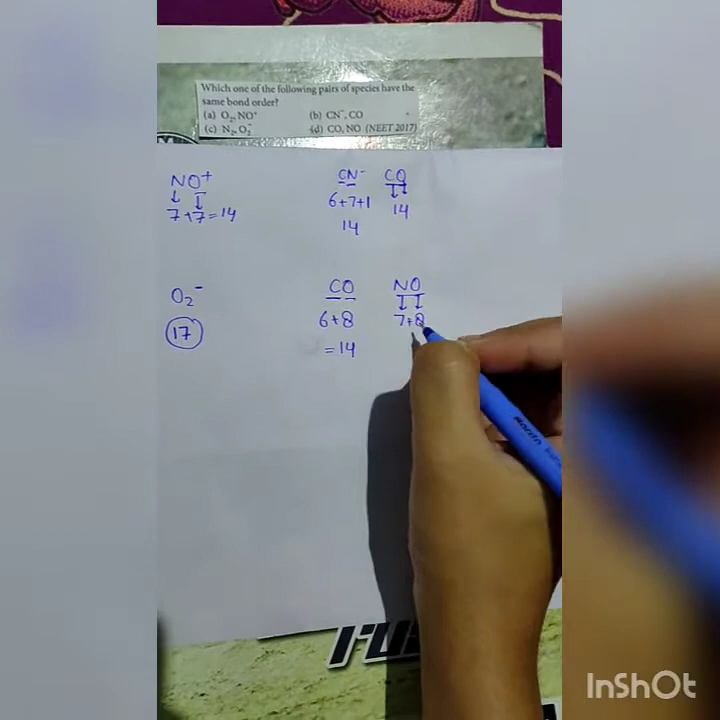 Which one of the following pairs of species have the
same bond order?
(a) O₂, NO⁺ (b) CN⁻, CO
(c) N₂, O₂⁻ (d) CO, NO (NEET 2017)
NO⁺ CN⁻ CO
7+7=14 6+7+1 14
14
O₂⁻ CO NO
17 6+8 7+8
=14
InShOt